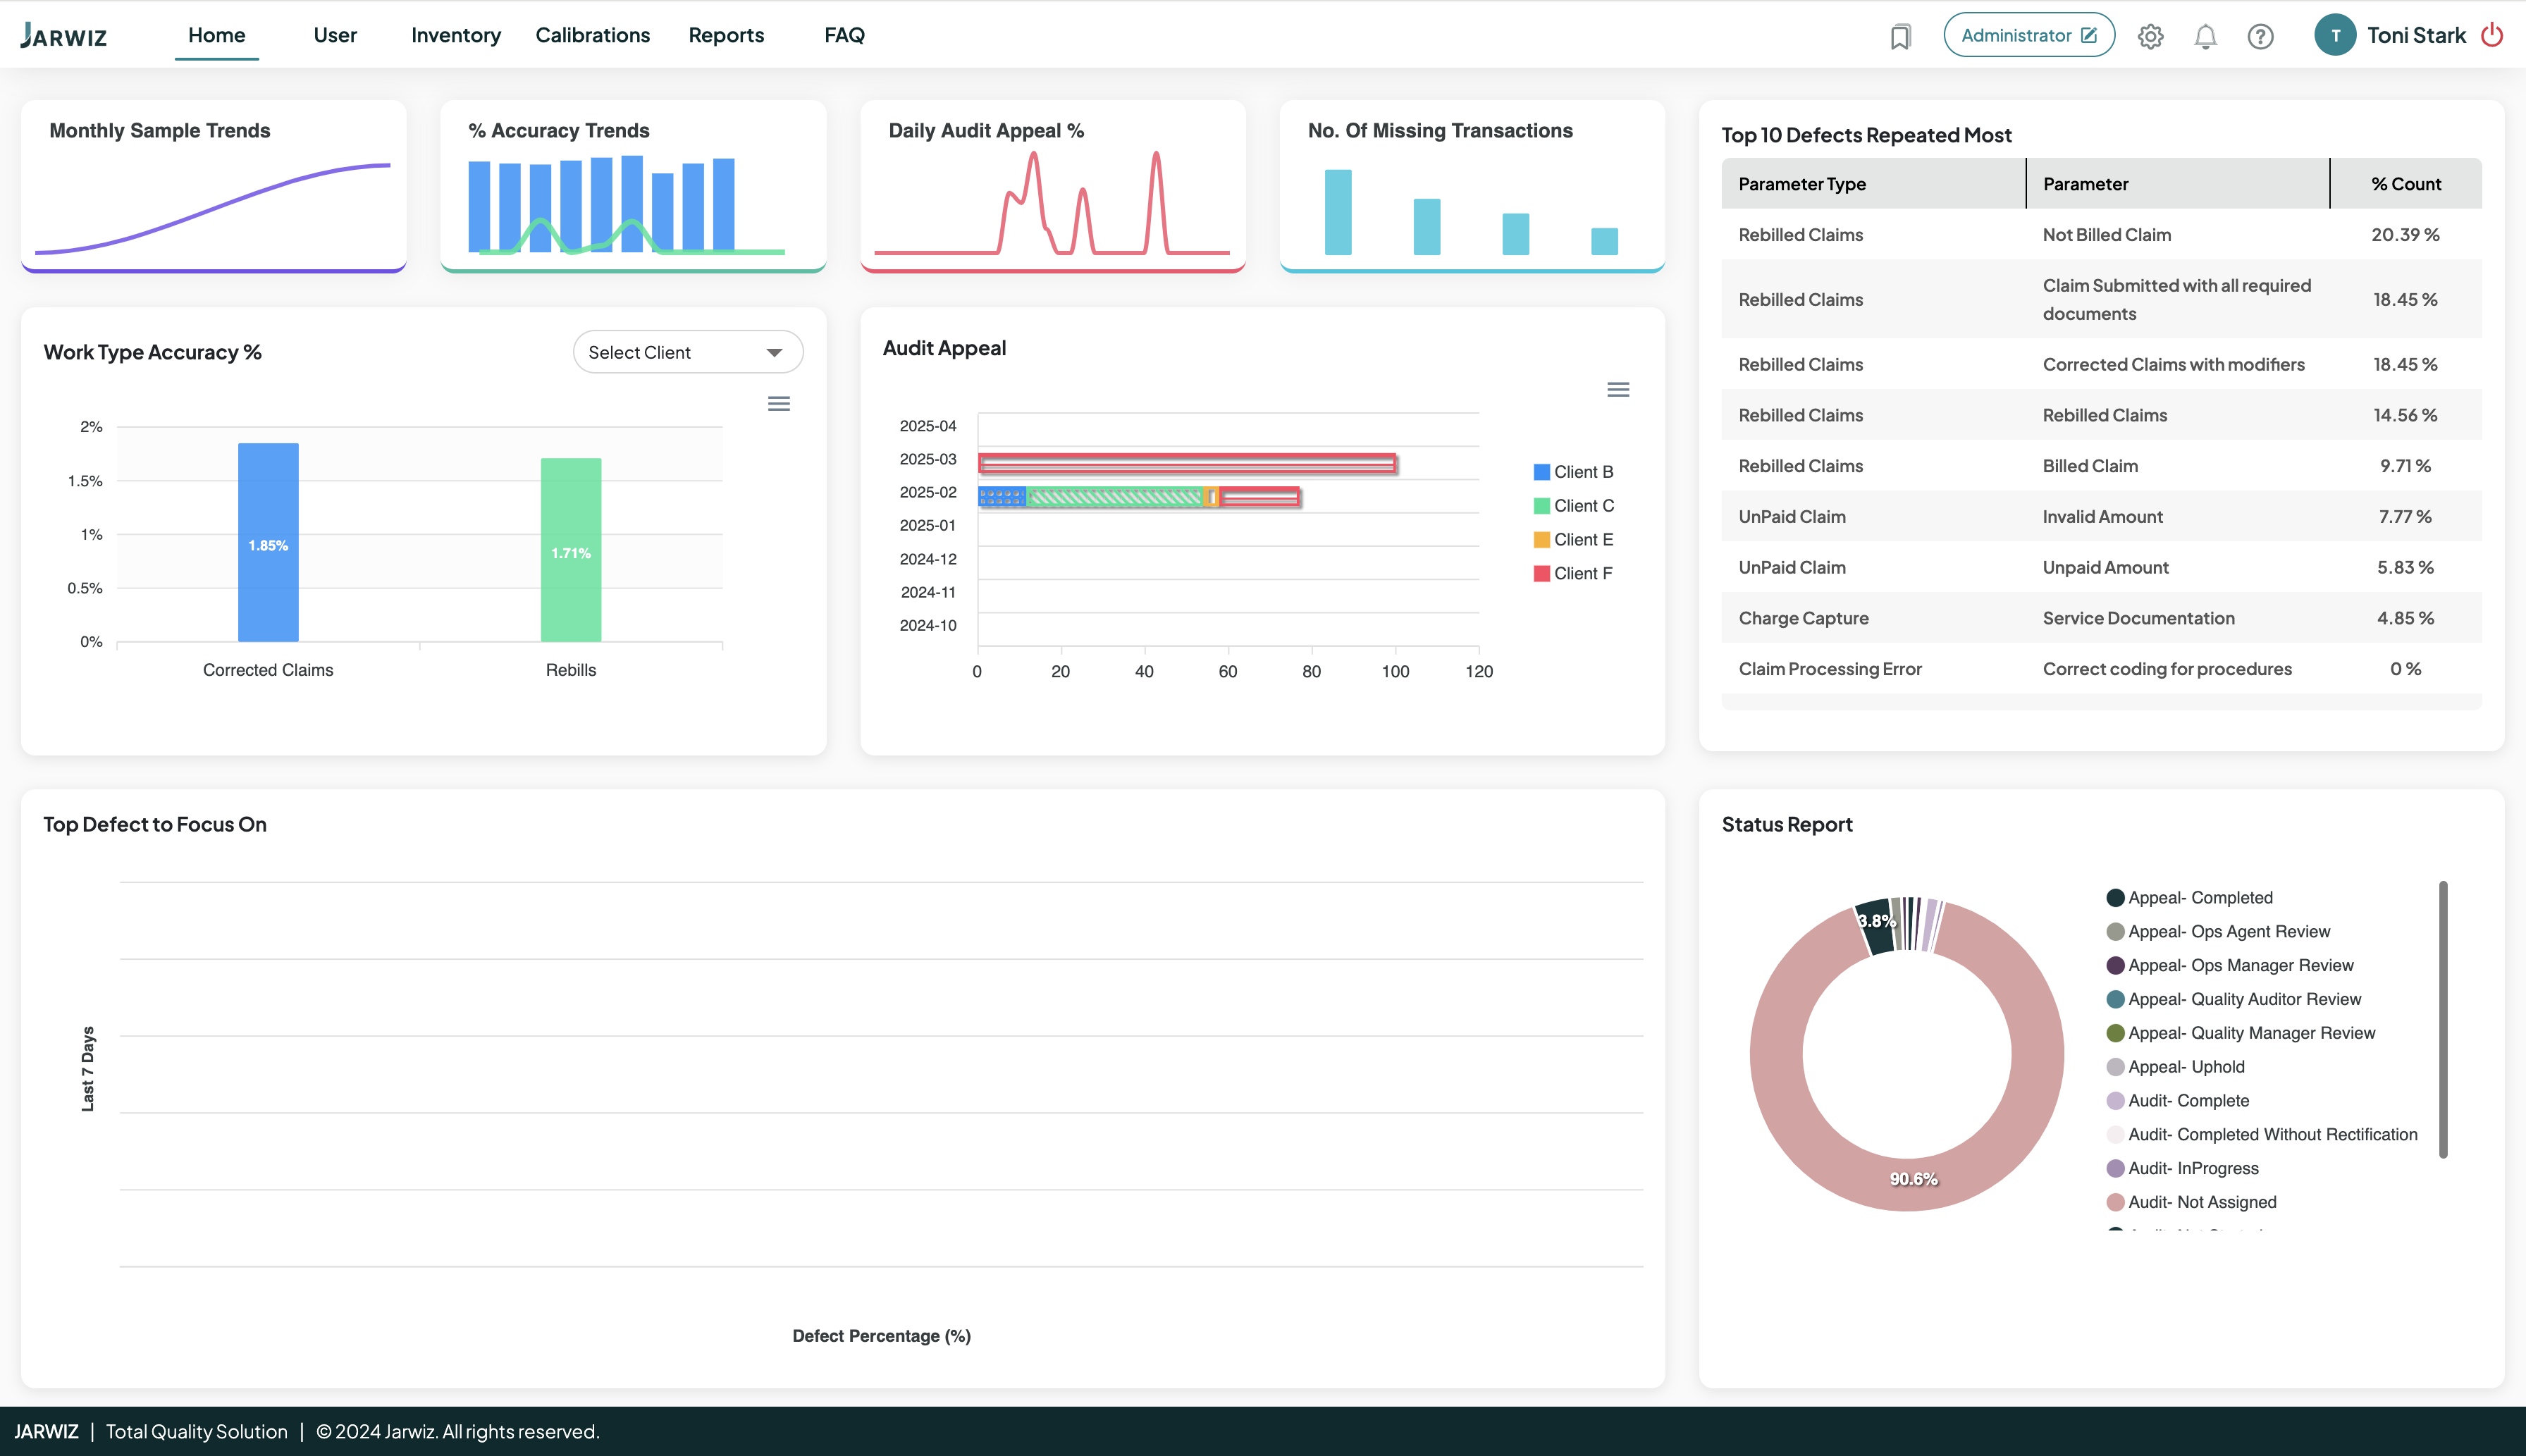 JARWIZ
Home
User
Inventory
Calibrations
Reports
FAQ
Administrator
T
Toni Stark
Monthly Sample Trends
% Accuracy Trends
Daily Audit Appeal %
No. Of Missing Transactions
Top 10 Defects Repeated Most
Parameter Type Parameter % Count
Rebilled Claims Not Billed Claim 20.39 %
Rebilled Claims Claim Submitted with all required
documents 18.45 %
Rebilled Claims Corrected Claims with modifiers 18.45 %
Rebilled Claims Rebilled Claims 14.56 %
Rebilled Claims Billed Claim 9.71 %
UnPaid Claim Invalid Amount 7.77 %
UnPaid Claim Unpaid Amount 5.83 %
Charge Capture Service Documentation 4.85 %
Claim Processing Error Correct coding for procedures 0 %
Work Type Accuracy %
Select Client
2%
1.5%
1%
0.5%
0%
1.85%
1.71%
Corrected Claims
Rebills
Audit Appeal
2025-04
2025-03
2025-02
2025-01
2024-12
2024-11
2024-10
0 20 40 60 80 100 120
Client B
Client C
Client E
Client F
Top Defect to Focus On
Last 7 Days
Defect Percentage (%)
Status Report
3.8%
90.6%
Appeal- Completed
Appeal- Ops Agent Review
Appeal- Ops Manager Review
Appeal- Quality Auditor Review
Appeal- Quality Manager Review
Appeal- Uphold
Audit- Complete
Audit- Completed Without Rectification
Audit- InProgress
Audit- Not Assigned
JARWIZ | Total Quality Solution | © 2024 Jarwiz. All rights reserved.